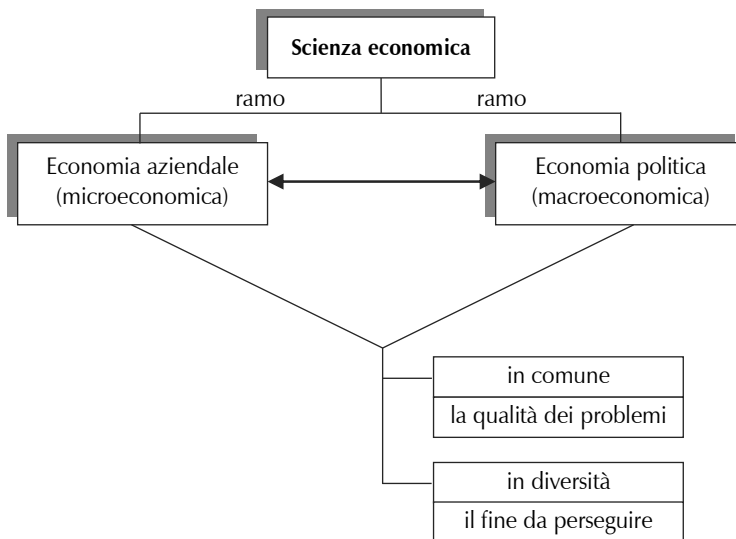 Scienza economica
ramo
ramo
Economia aziendale
(microeconomica)
Economia politica
(macroeconomica)
in comune
la qualità dei problemi
in diversità
il fine da perseguire